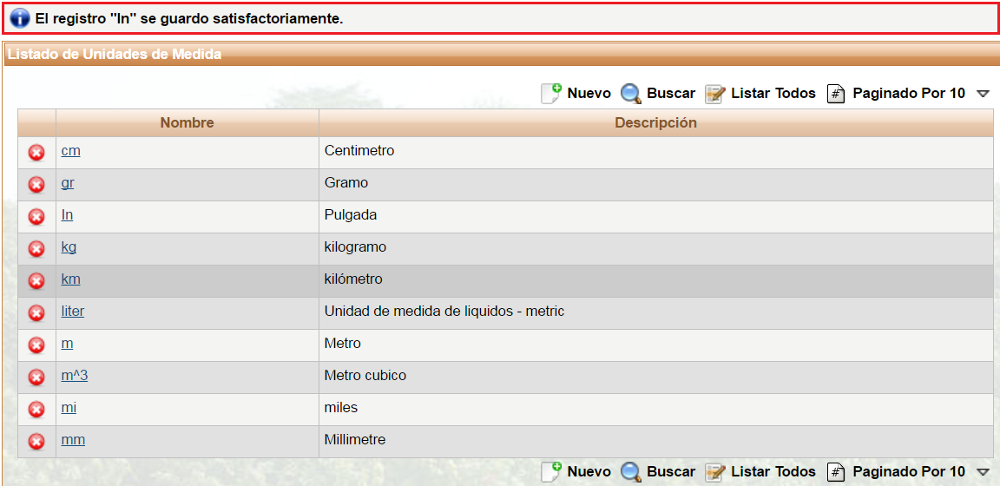 El registro "In" se guardo satisfactoriamente.
Listado de Unidades de Medida
Nuevo Buscar Listar Todos # Paginado Por 10
Nombre Descripción
cm Centimetro
gr Gramo
In Pulgada
kg kilogramo
km kilómetro
liter Unidad de medida de liquidos - metric
m Metro
m^3 Metro cubico
mi miles
mm Millimetre
Nuevo Buscar Listar Todos # Paginado Por 10